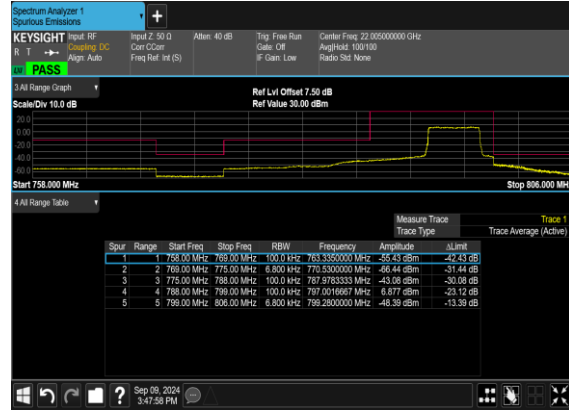 Spectrum Analyzer 1
Spurious Emissions
KEYSIGHT Input: RF Input Z: 50 Ω Atten: 40 dB Trig: Free Run Center Freq: 22.005000000 GHz
R T Coupling: DC Corr CCorr Gate: Off Avg|Hold: 100/100
Align: Auto Freq Ref: Int (S) IF Gain: Low Radio Std: None
PASS
3 All Range Graph
Ref Lvl Offset 7.50 dB
Scale/Div 10.0 dB Ref Value 30.00 dBm
20.0
0.00
-20.0
-40.0
-60.0
Start 758.000 MHz Stop 806.000 MHz
4 All Range Table
Measure Trace Trace 1
Trace Type Trace Average (Active)
Spur Range Start Freq Stop Freq RBW Frequency Amplitude ΔLimit
1 1 758.00 MHz 769.00 MHz 100.0 kHz 763.3350000 MHz -55.43 dBm -42.43 dB
2 2 769.00 MHz 775.00 MHz 6.800 kHz 770.5300000 MHz -66.44 dBm -31.44 dB
3 3 775.00 MHz 788.00 MHz 100.0 kHz 787.9783333 MHz -43.08 dBm -30.08 dB
4 4 788.00 MHz 799.00 MHz 100.0 kHz 797.0016667 MHz 6.877 dBm -23.12 dB
5 5 799.00 MHz 806.00 MHz 6.800 kHz 799.2800000 MHz -48.39 dBm -13.39 dB
? Sep 09, 2024
3:47:58 PM